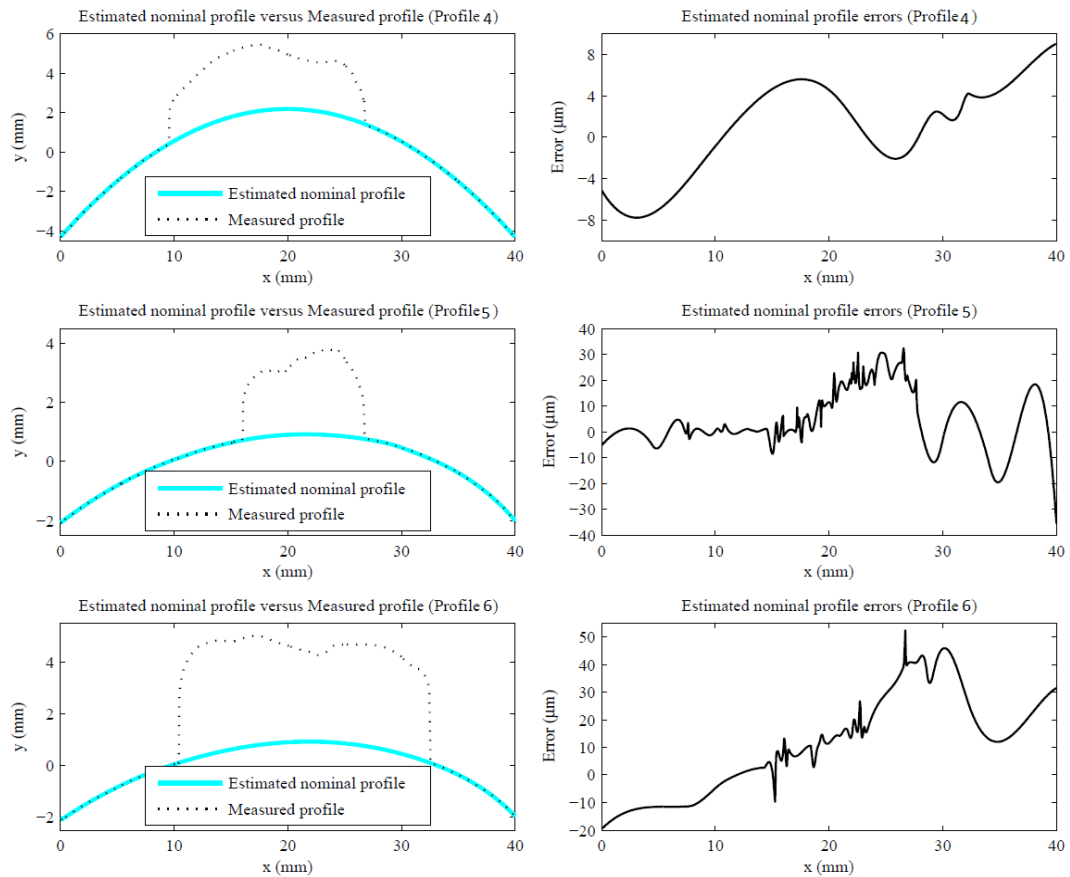 Estimated nominal profile versus Measured profile (Profile 4)
6
4
2
0
−2
−4
y (mm)
Estimated nominal profile
Measured profile
0
10
20
30
40
x (mm)
Estimated nominal profile errors (Profile 4)
8
4
0
−4
−8
Error (μm)
0
10
20
30
40
x (mm)
Estimated nominal profile versus Measured profile (Profile 5)
4
2
0
−2
y (mm)
Estimated nominal profile
Measured profile
0
10
20
30
40
x (mm)
Estimated nominal profile errors (Profile 5)
40
30
20
10
0
−10
−20
−30
−40
Error (μm)
0
10
20
30
40
x (mm)
Estimated nominal profile versus Measured profile (Profile 6)
4
2
0
−2
y (mm)
Estimated nominal profile
Measured profile
0
10
20
30
40
x (mm)
Estimated nominal profile errors (Profile 6)
50
40
30
20
10
0
−10
−20
Error (μm)
0
10
20
30
40
x (mm)